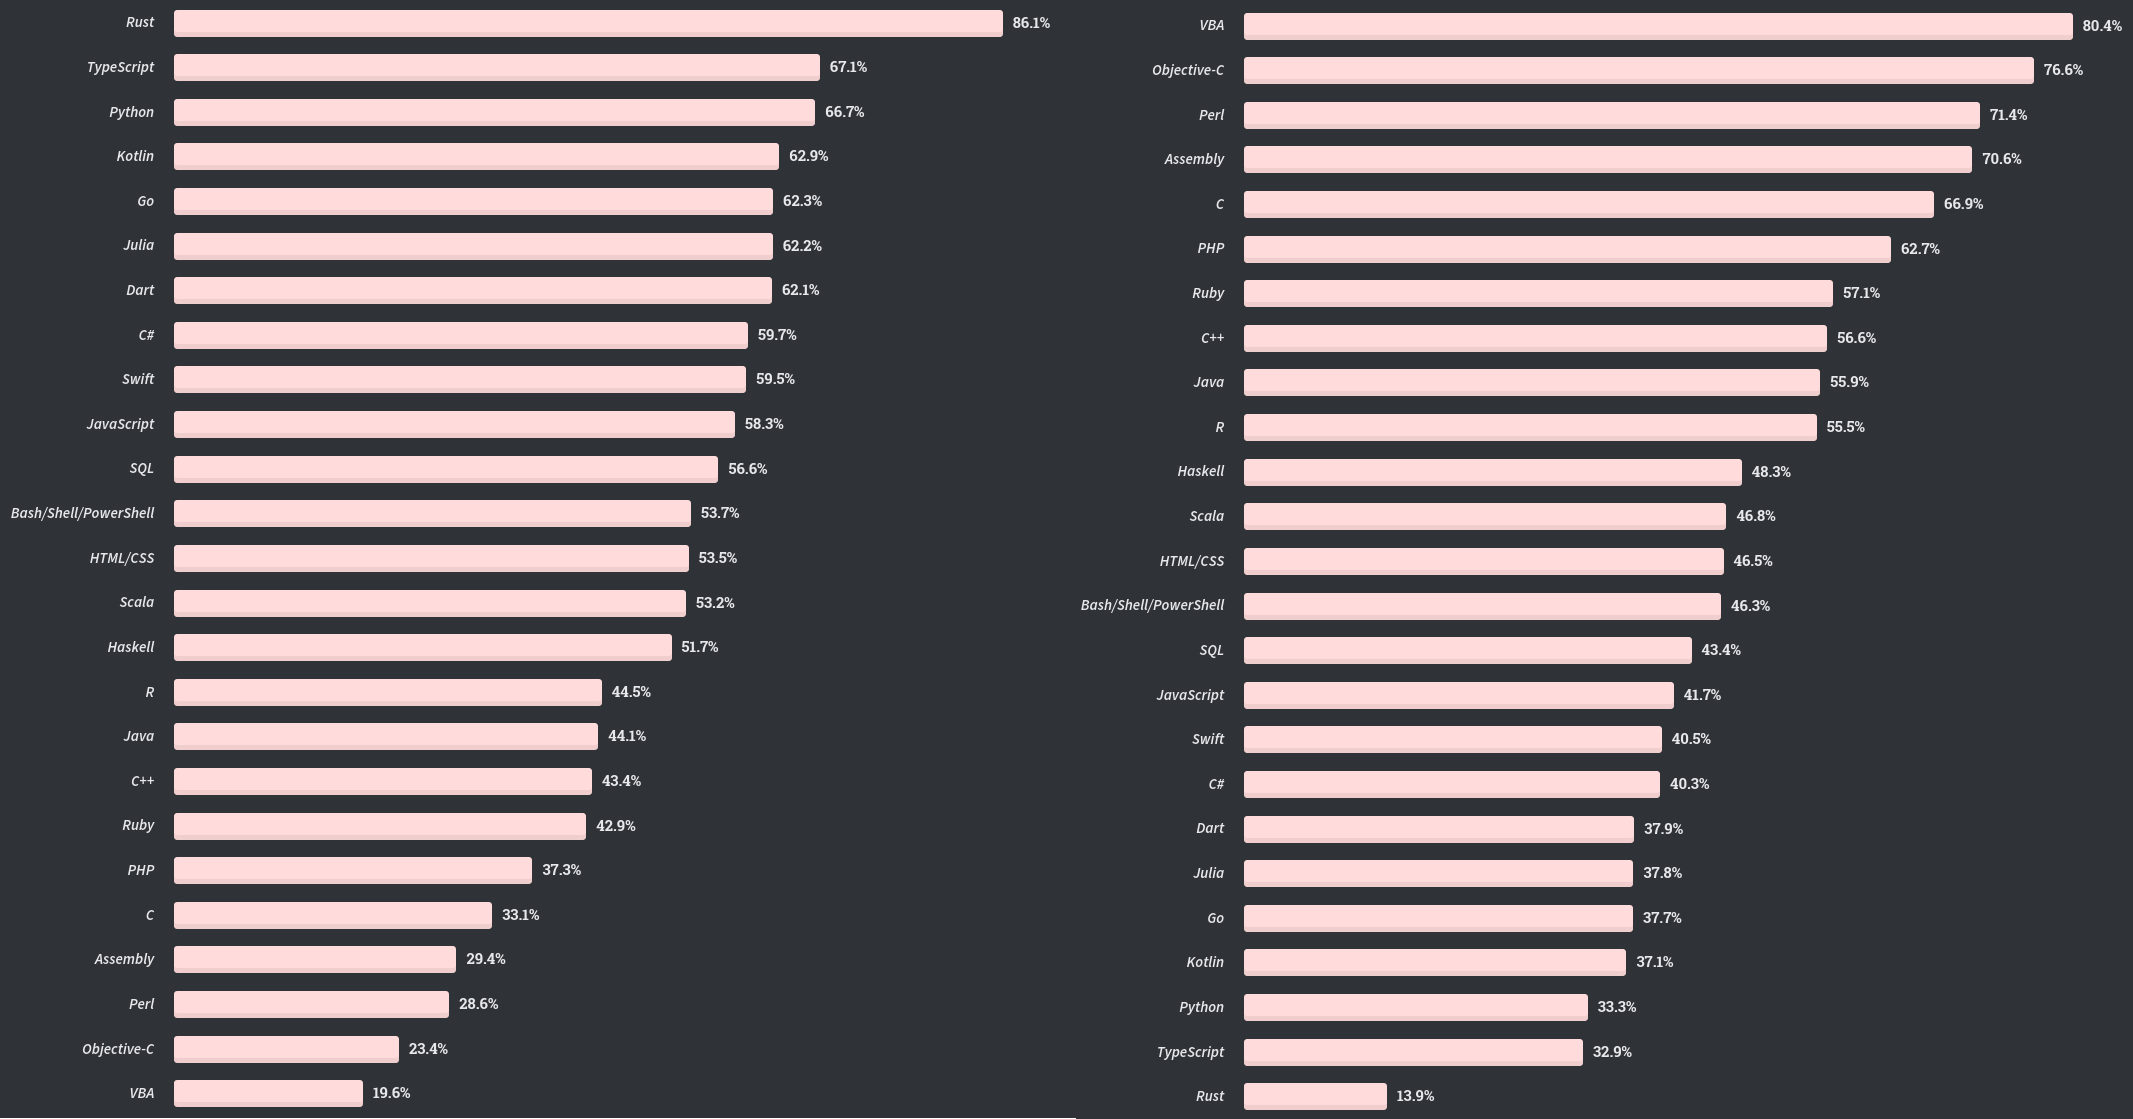 Rust 86.1%
TypeScript 67.1%
Python 66.7%
Kotlin 62.9%
Go 62.3%
Julia 62.2%
Dart 62.1%
C# 59.7%
Swift 59.5%
JavaScript 58.3%
SQL 56.6%
Bash/Shell/PowerShell 53.7%
HTML/CSS 53.5%
Scala 53.2%
Haskell 51.7%
R 44.5%
Java 44.1%
C++ 43.4%
Ruby 42.9%
PHP 37.3%
C 33.1%
Assembly 29.4%
Perl 28.6%
Objective-C 23.4%
VBA 19.6%
VBA 80.4%
Objective-C 76.6%
Perl 71.4%
Assembly 70.6%
C 66.9%
PHP 62.7%
Ruby 57.1%
C++ 56.6%
Java 55.9%
R 55.5%
Haskell 48.3%
Scala 46.8%
HTML/CSS 46.5%
Bash/Shell/PowerShell 46.3%
SQL 43.4%
JavaScript 41.7%
Swift 40.5%
C# 40.3%
Dart 37.9%
Julia 37.8%
Go 37.7%
Kotlin 37.1%
Python 33.3%
TypeScript 32.9%
Rust 13.9%